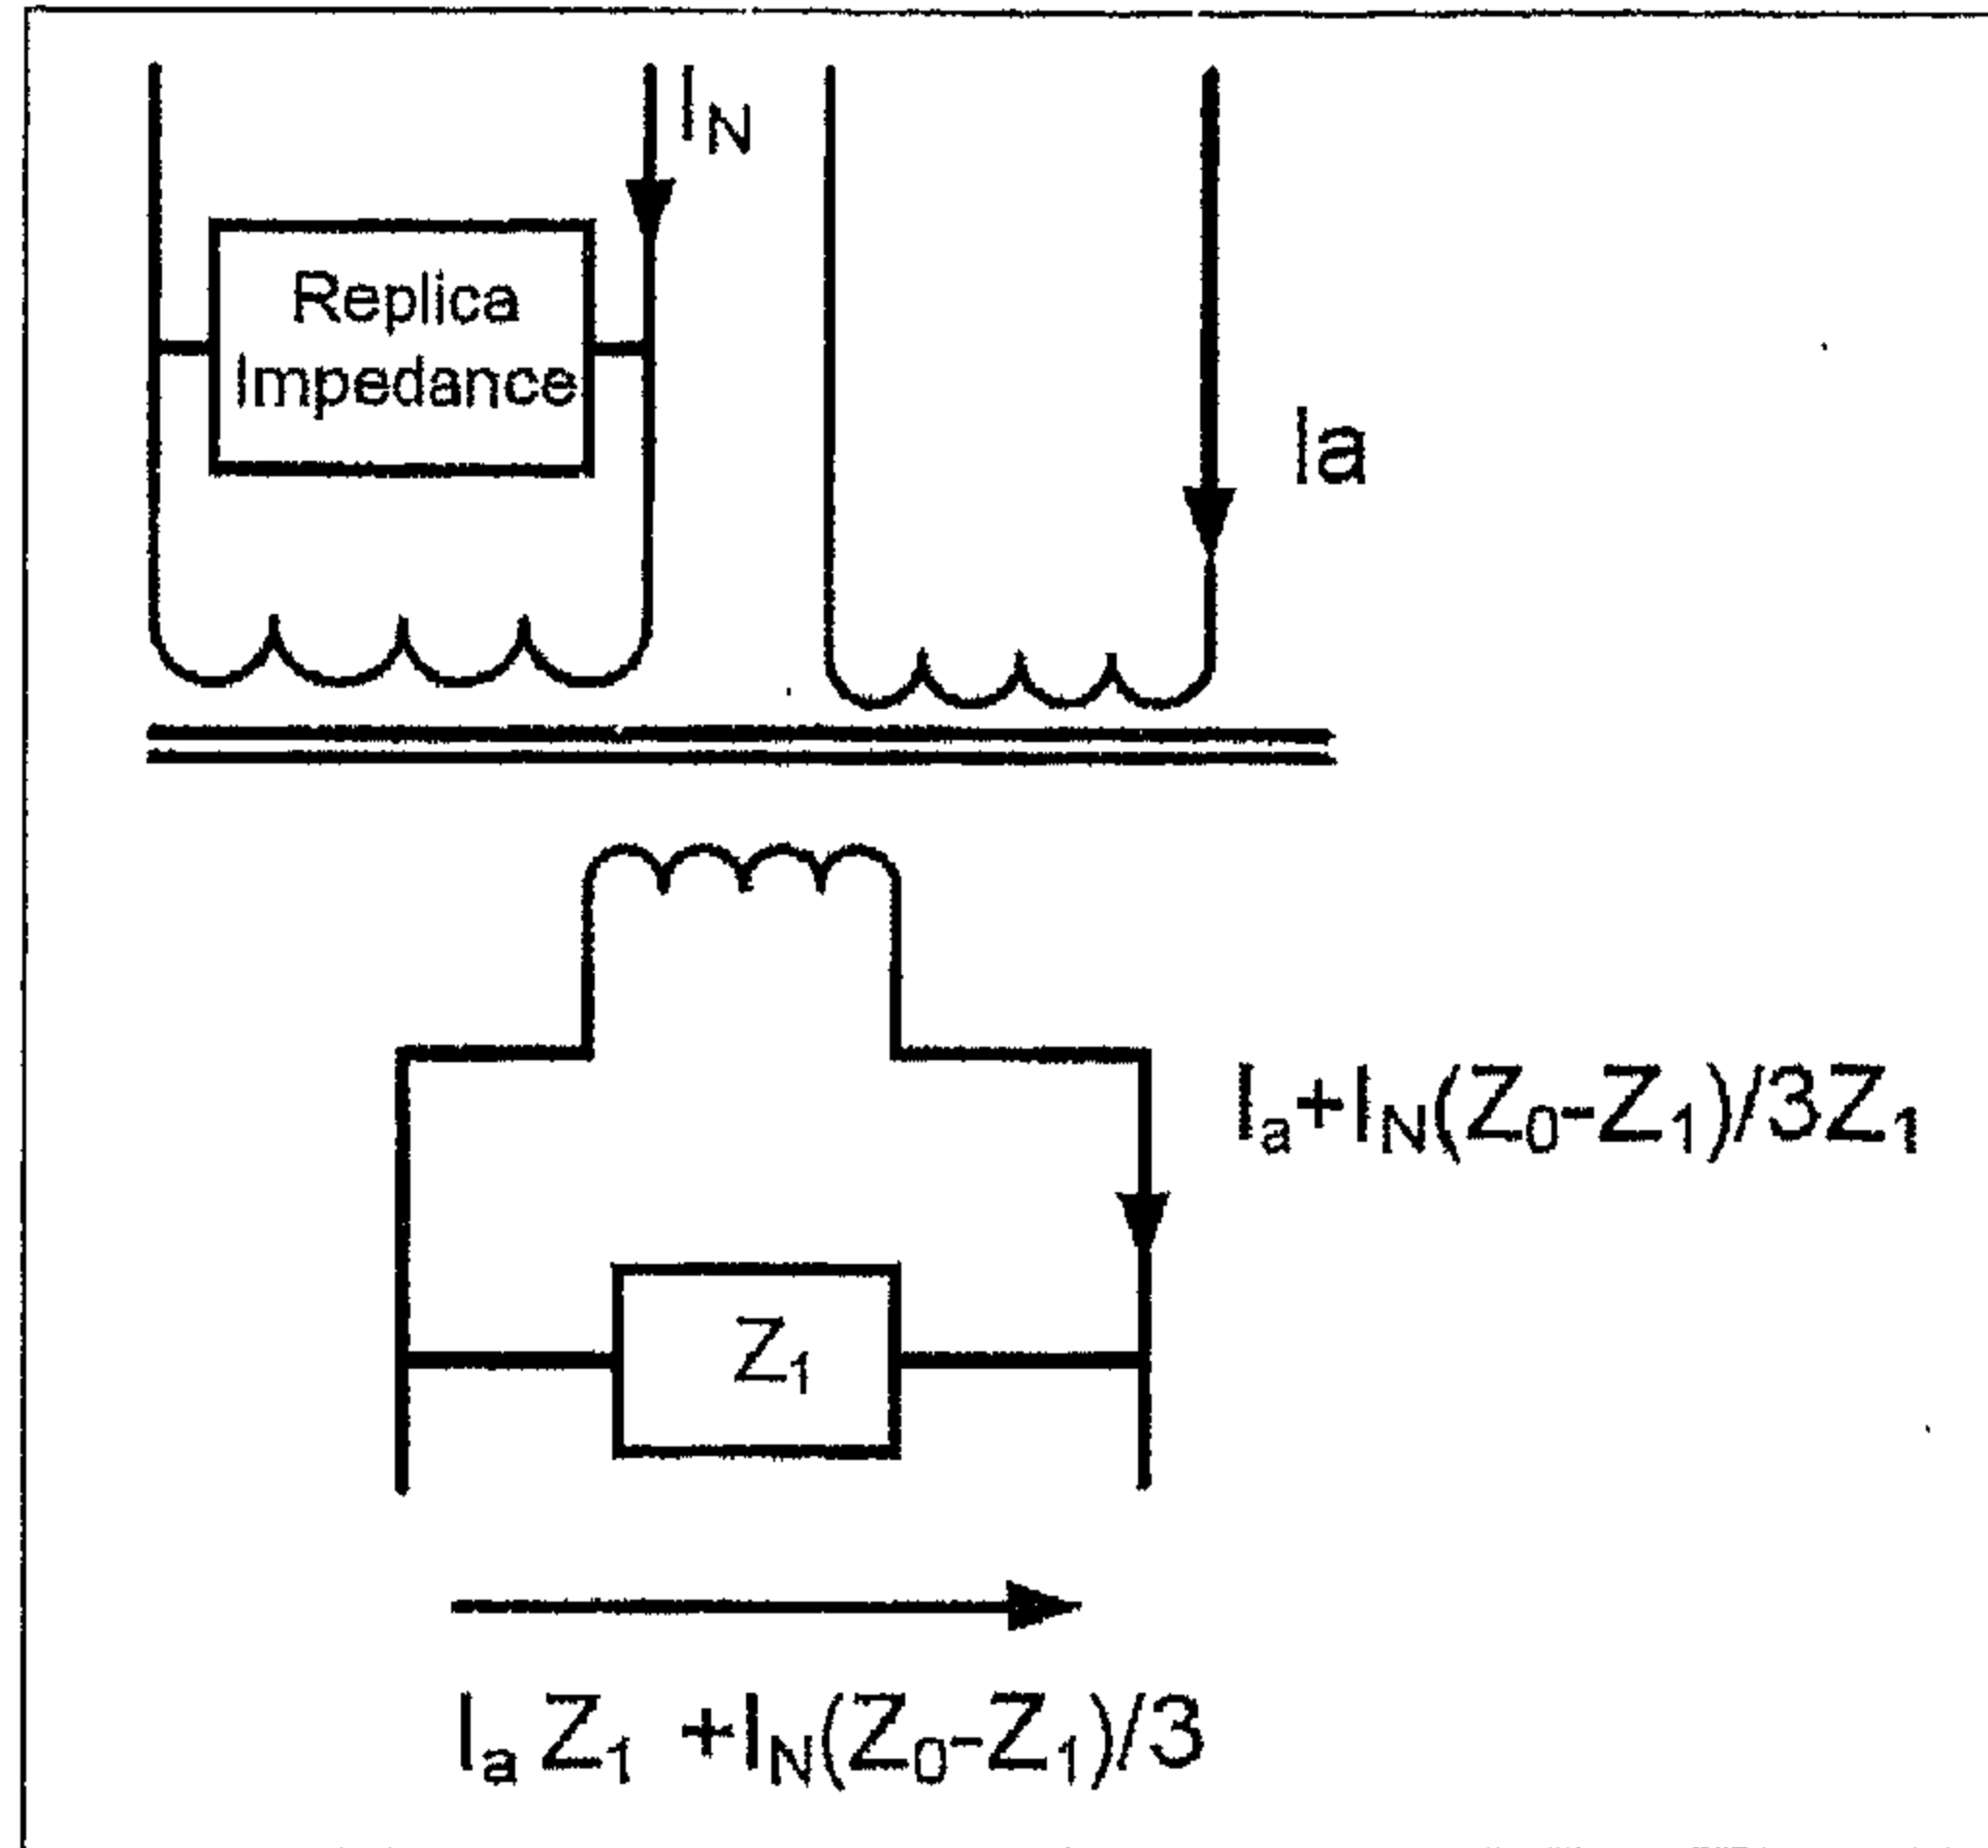 I_N
Replica
Impedance
Ia
I_a+I_N(Z_0-Z_1)/3Z_1
Z_1
I_a Z_1 +I_N(Z_0-Z_1)/3